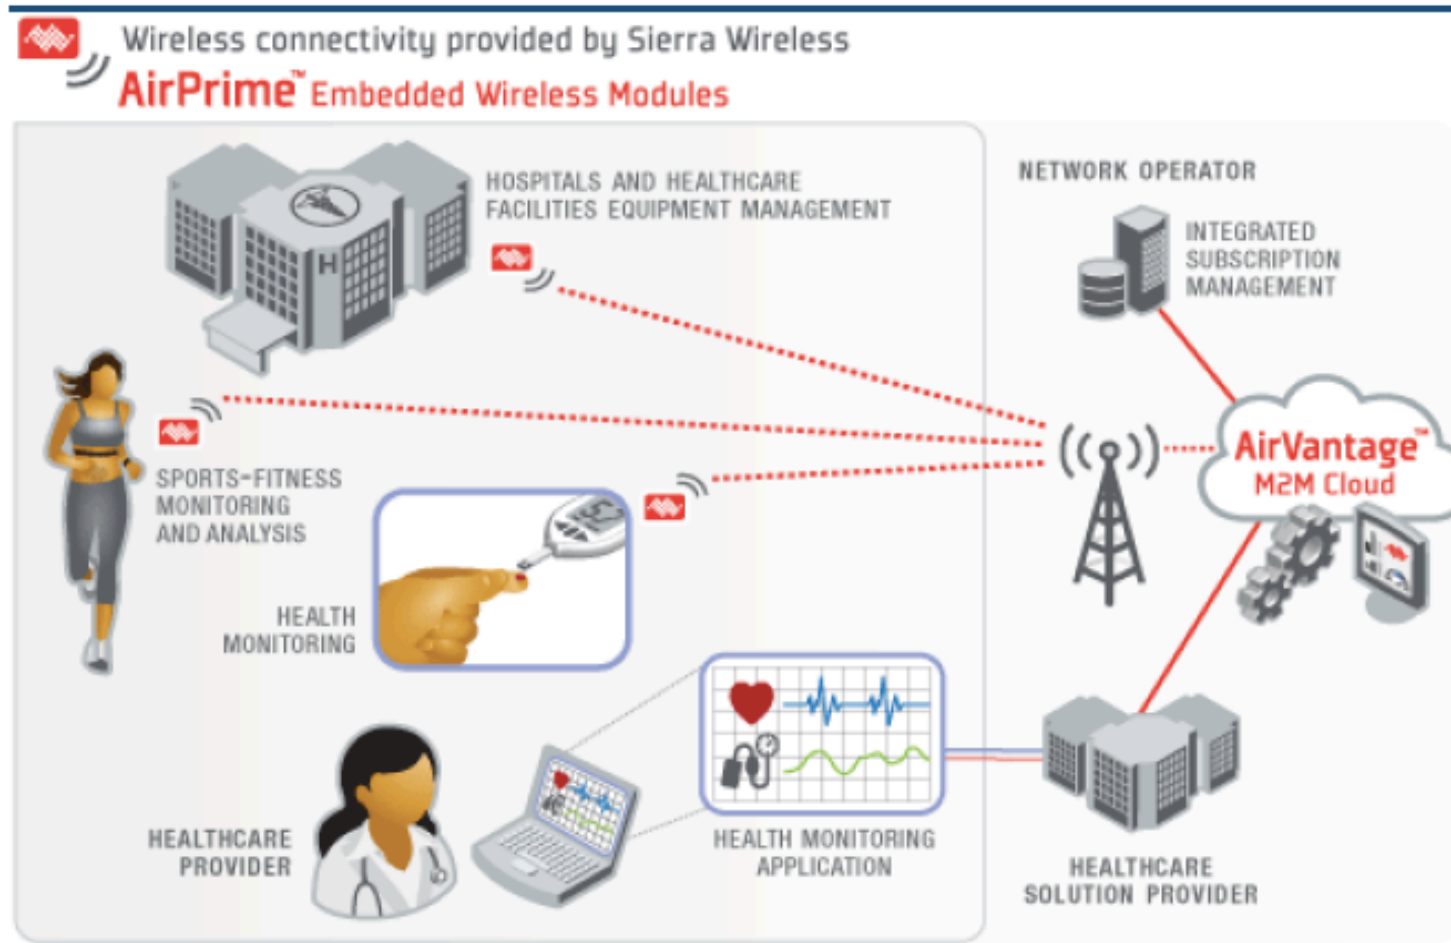 Wireless connectivity provided by Sierra Wireless
AirPrime™ Embedded Wireless Modules
HOSPITALS AND HEALTHCARE
FACILITIES EQUIPMENT MANAGEMENT
NETWORK OPERATOR
INTEGRATED
SUBSCRIPTION
MANAGEMENT
H
SPORTS-FITNESS
MONITORING
AND ANALYSIS
AirVantage™
M2M Cloud
HEALTH
MONITORING
HEALTHCARE
PROVIDER
HEALTH MONITORING
APPLICATION
HEALTHCARE
SOLUTION PROVIDER